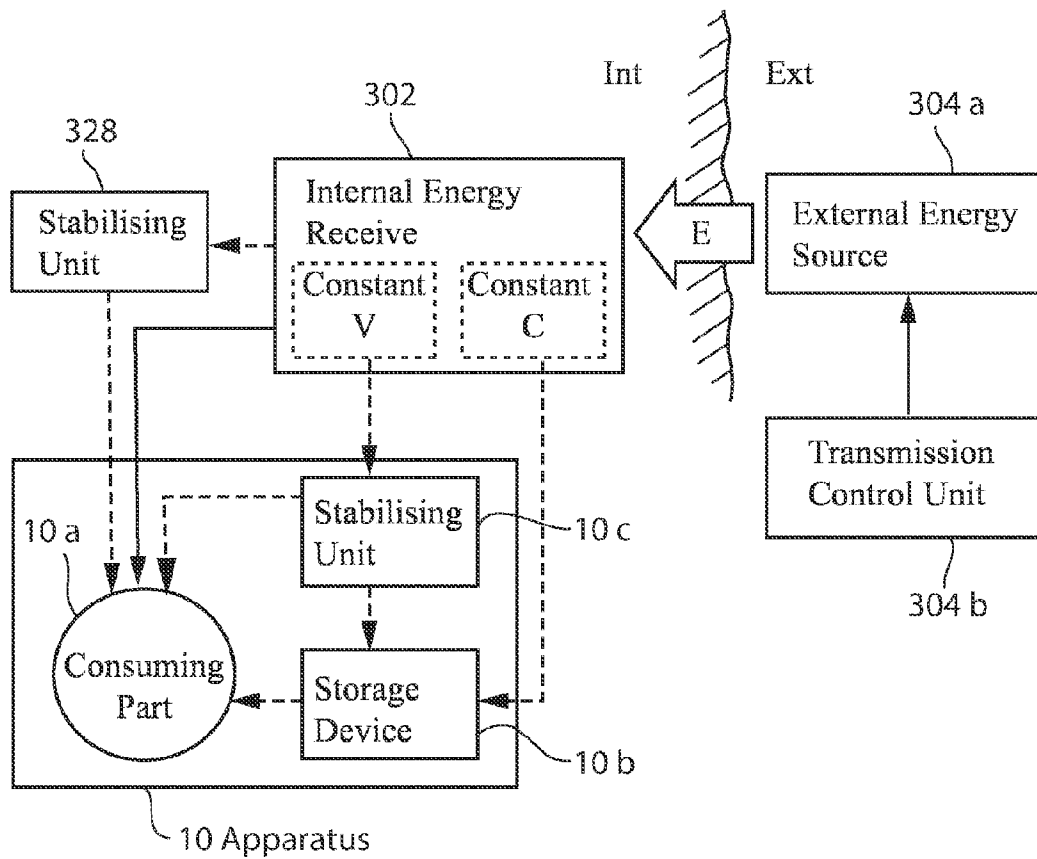 Int
Ext
302
304 a
328
Internal Energy
Receive
External Energy
Source
Stabilising
Unit
E
Constant
V
Constant
C
Transmission
Control Unit
Stabilising
Unit
10 c
10 a
304 b
Consuming
Part
Storage
Device
10 b
10 Apparatus